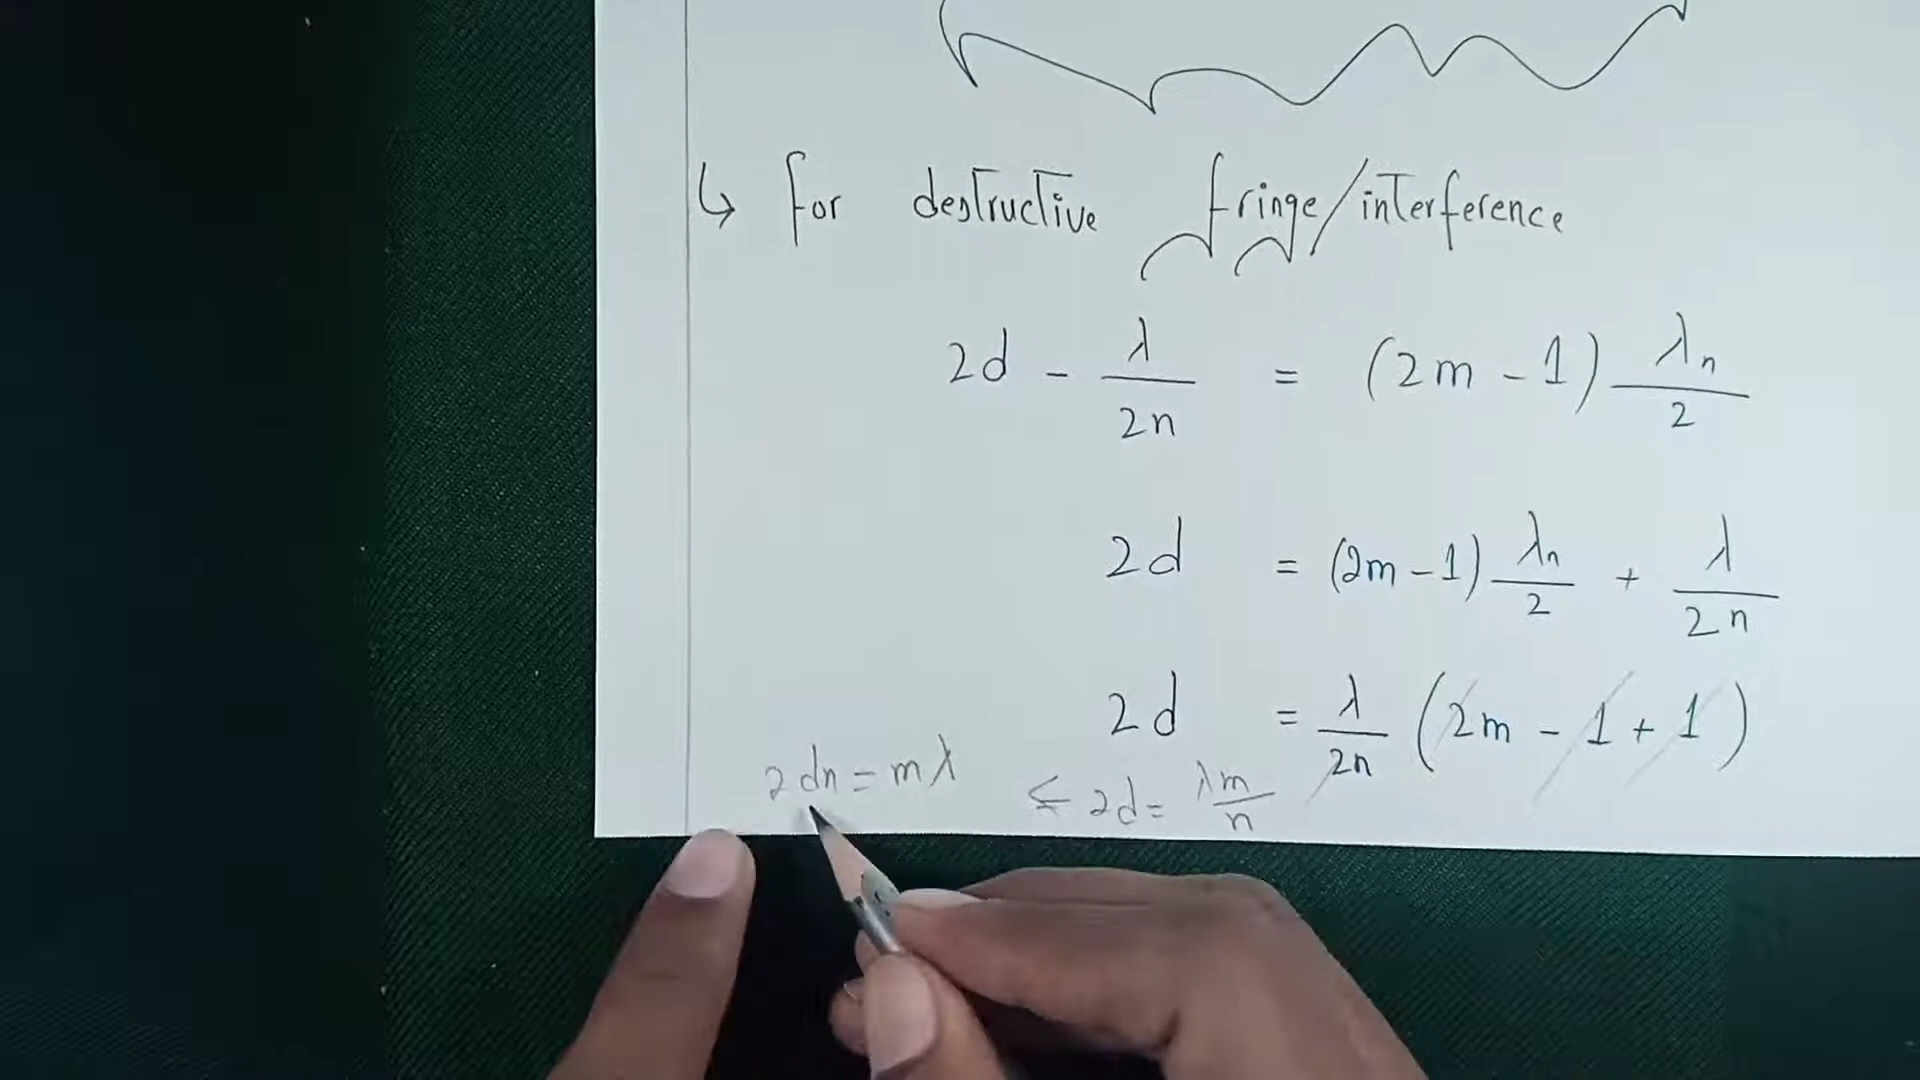 ↳ For destructive fringe/interference
2d - λ/2n = (2m - 1) λn/2
2d = (2m - 1) λn/2 + λ/2n
2d = λ/2n (2m - 1 + 1)
2dn = mλ ⇐ 2d = λm/n